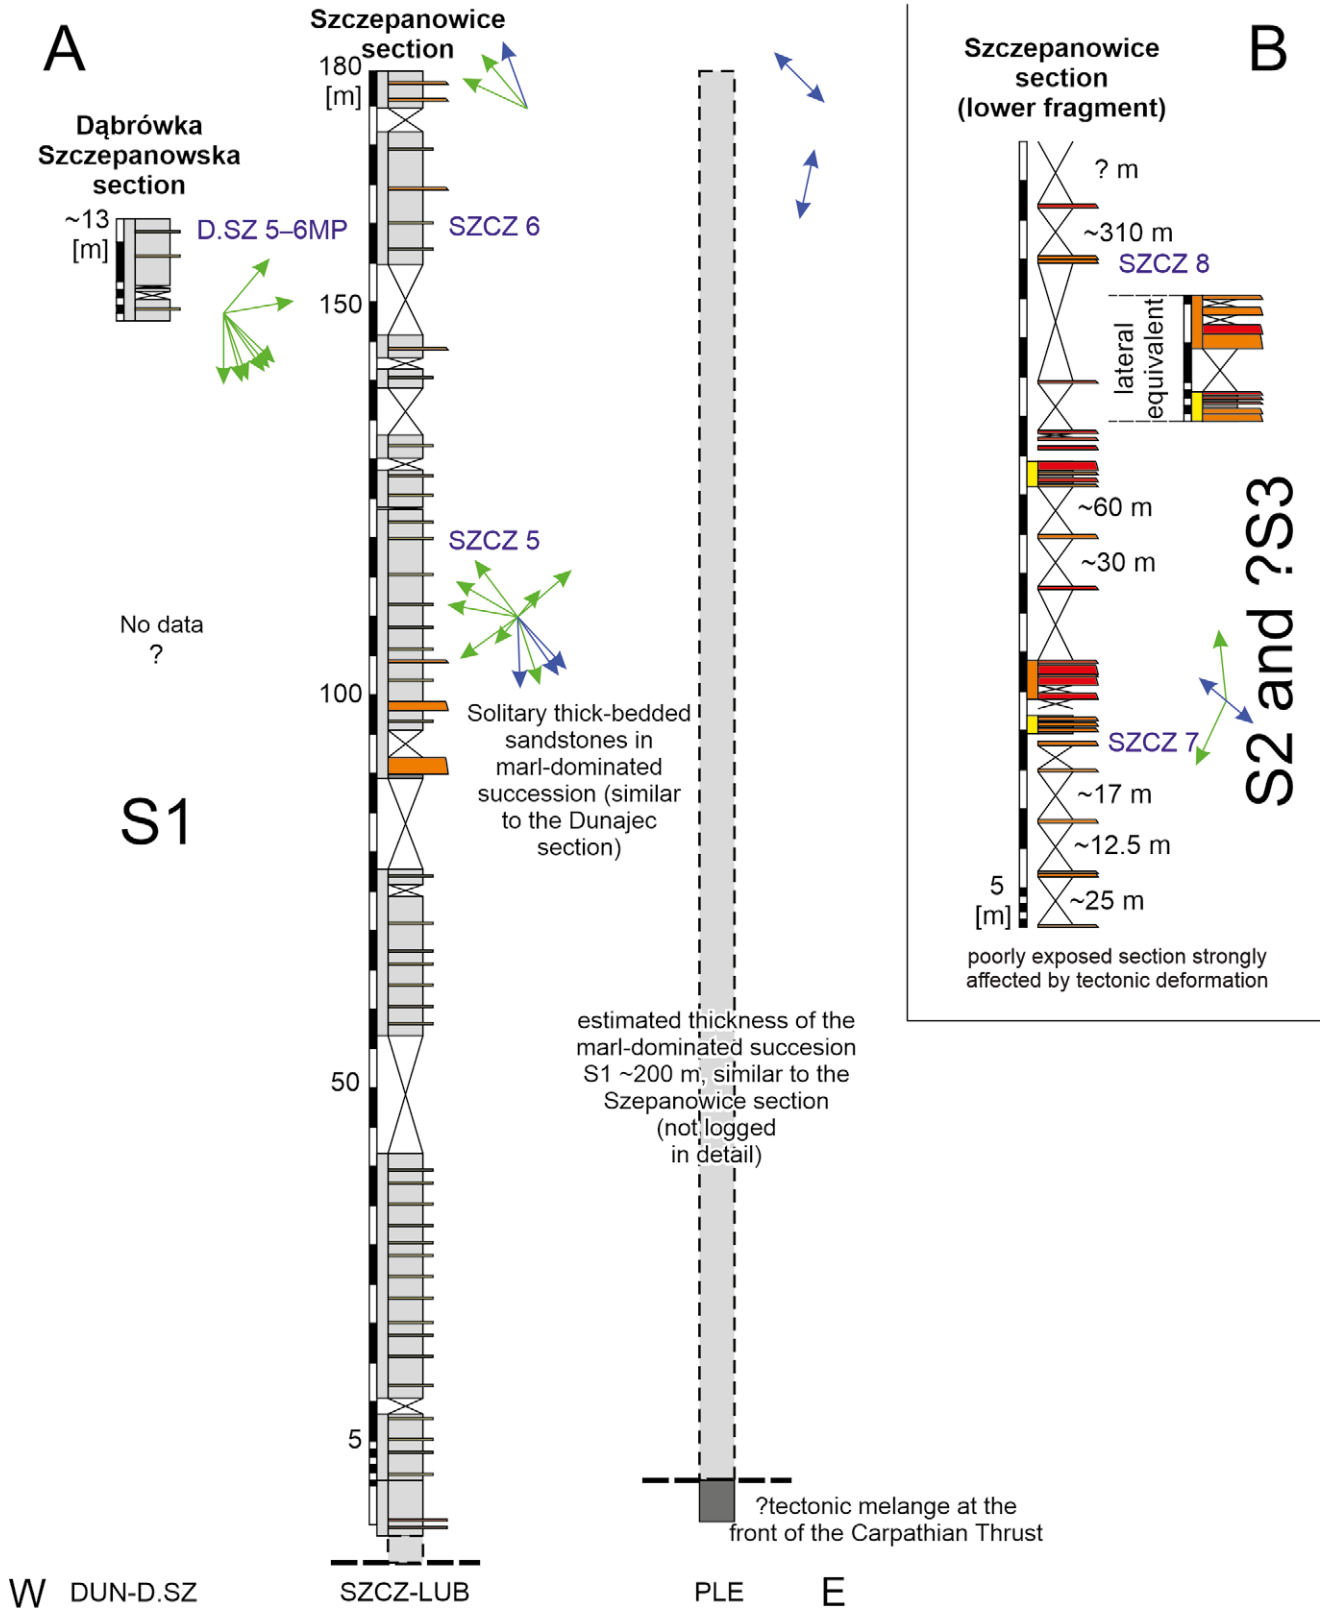 A
Szczepanowice
section
180
[m]
Dąbrówka
Szczepanowska
section
~13
[m]
D.SZ 5–6MP
SZCZ 6
150
SZCZ 5
No data
?
100
Solitary thick-bedded
sandstones in
marl-dominated
succession (similar
to the Dunajec
section)
S1
estimated thickness of the
marl-dominated succesion
S1 ~200 m, similar to the
Szepanowice section
(not logged
in detail)
50
5
?tectonic melange at the
front of the Carpathian Thrust
W
DUN-D.SZ
SZCZ-LUB
PLE
E
B
Szczepanowice
section
(lower fragment)
? m
~310 m
SZCZ 8
lateral
equivalent
~60 m
~30 m
S2 and ?S3
SZCZ 7
~17 m
~12.5 m
5
[m]
~25 m
poorly exposed section strongly
affected by tectonic deformation